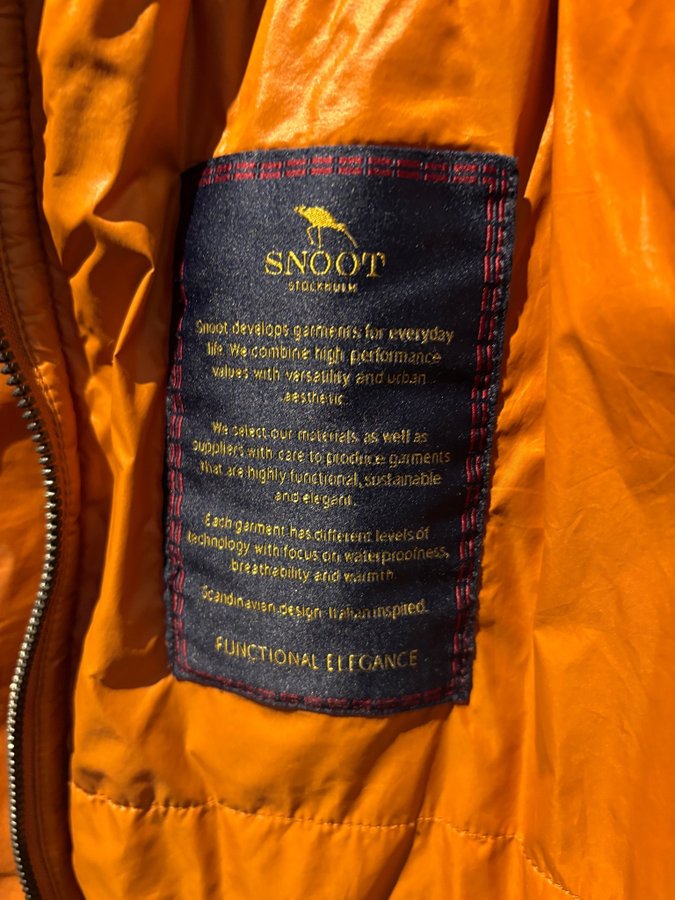 SNOOT
STOCKHOLM
Snoot develops garments for everyday
life. We combine high performance
values with versatility and urban
aesthetic.
We select our materials as well as
suppliers with care to produce garments
that are highly functional, sustainable
and elegant.
Each garment has different levels of
technology with focus on waterproofness,
breathability and warmth.
Scandinavian design Italian inspired.
FUNCTIONAL ELEGANCE